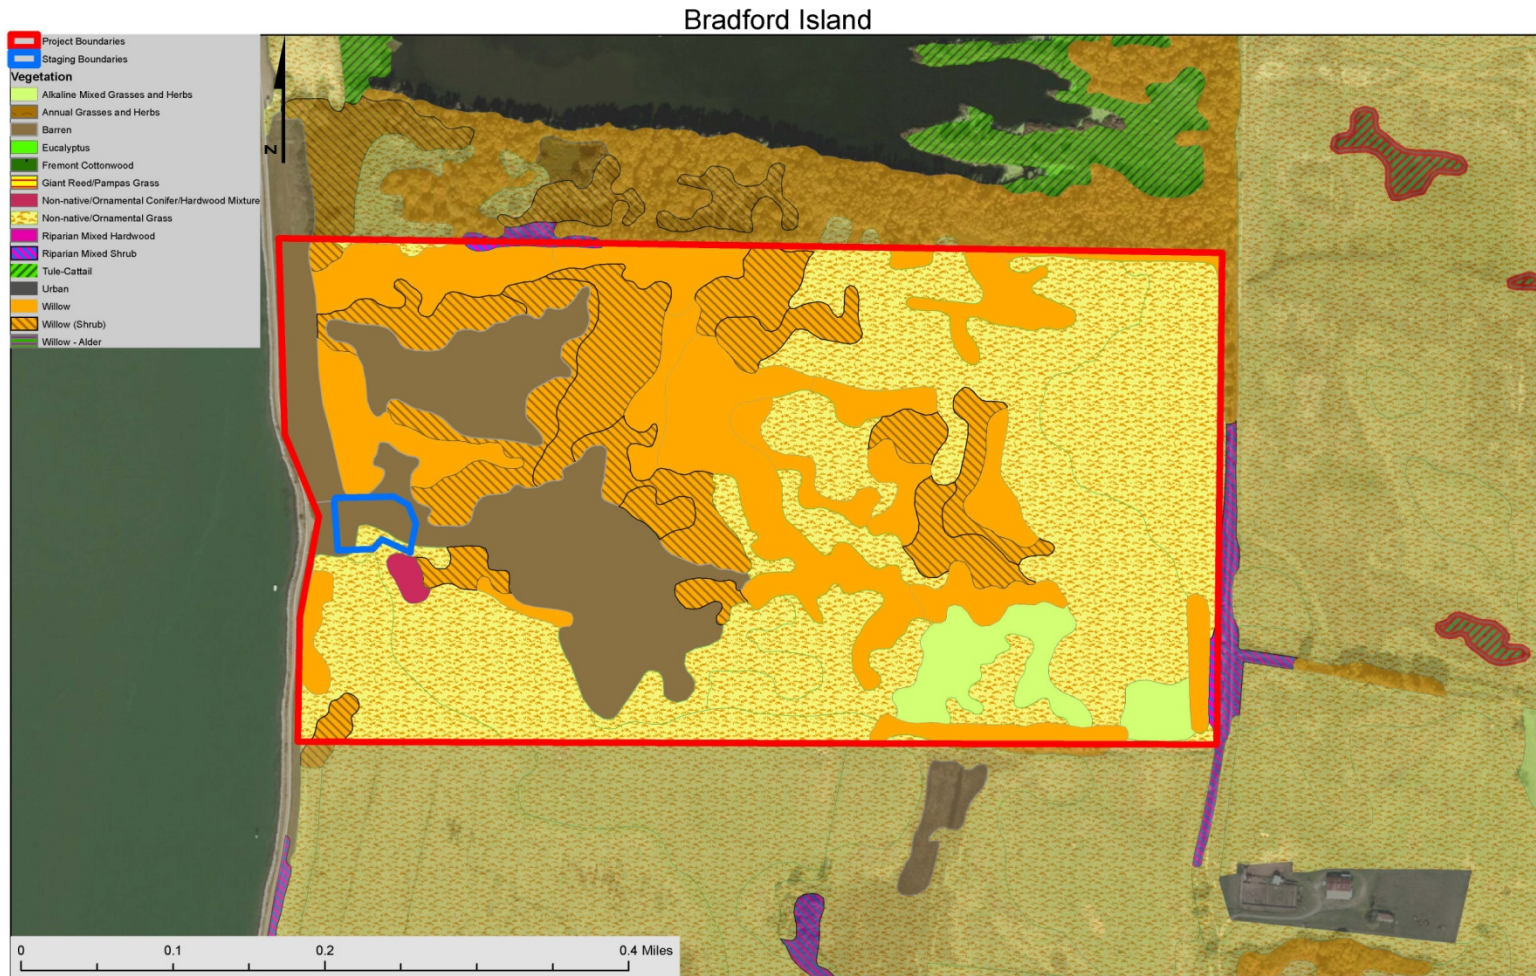 Bradford Island
Project Boundaries
Staging Boundaries
Vegetation
Alkaline Mixed Grasses and Herbs
Annual Grasses and Herbs
Barren
Eucalyptus
Fremont Cottonwood
Giant Reed/Pampas Grass
Non-native/Ornamental Conifer/Hardwood Mixture
Non-native/Ornamental Grass
Riparian Mixed Hardwood
Riparian Mixed Shrub
Tule-Cattail
Urban
Willow
Willow (Shrub)
Willow - Alder
N
0 0.1 0.2 0.4 Miles